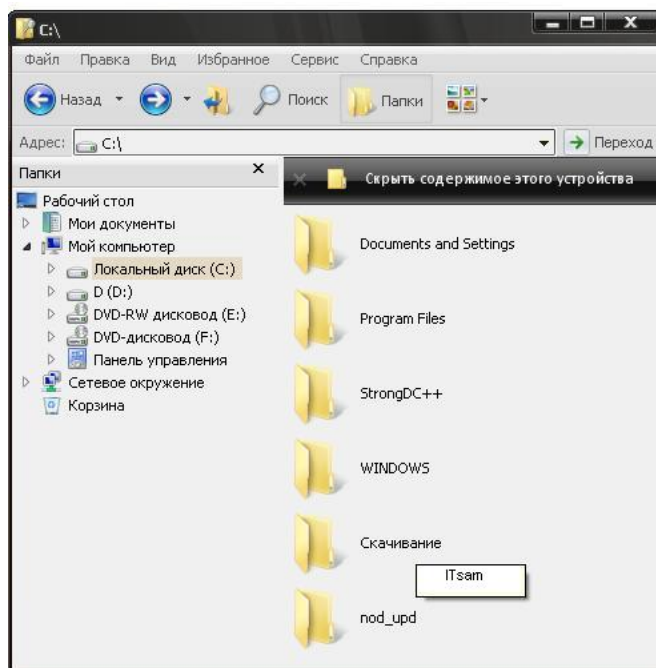 C:\
Файл Правка Вид Избранное Сервис Справка
Назад Поиск Папки
Адрес: C:\ Переход
Папки
Скрыть содержимое этого устройства
Рабочий стол
Мои документы
Мой компьютер
Локальный диск (C:)
D (D:)
DVD-RW дисковод (E:)
DVD-дисковод (F:)
Панель управления
Сетевое окружение
Корзина
Documents and Settings
Program Files
StrongDC++
WINDOWS
Скачивание
ITsam
nod_upd